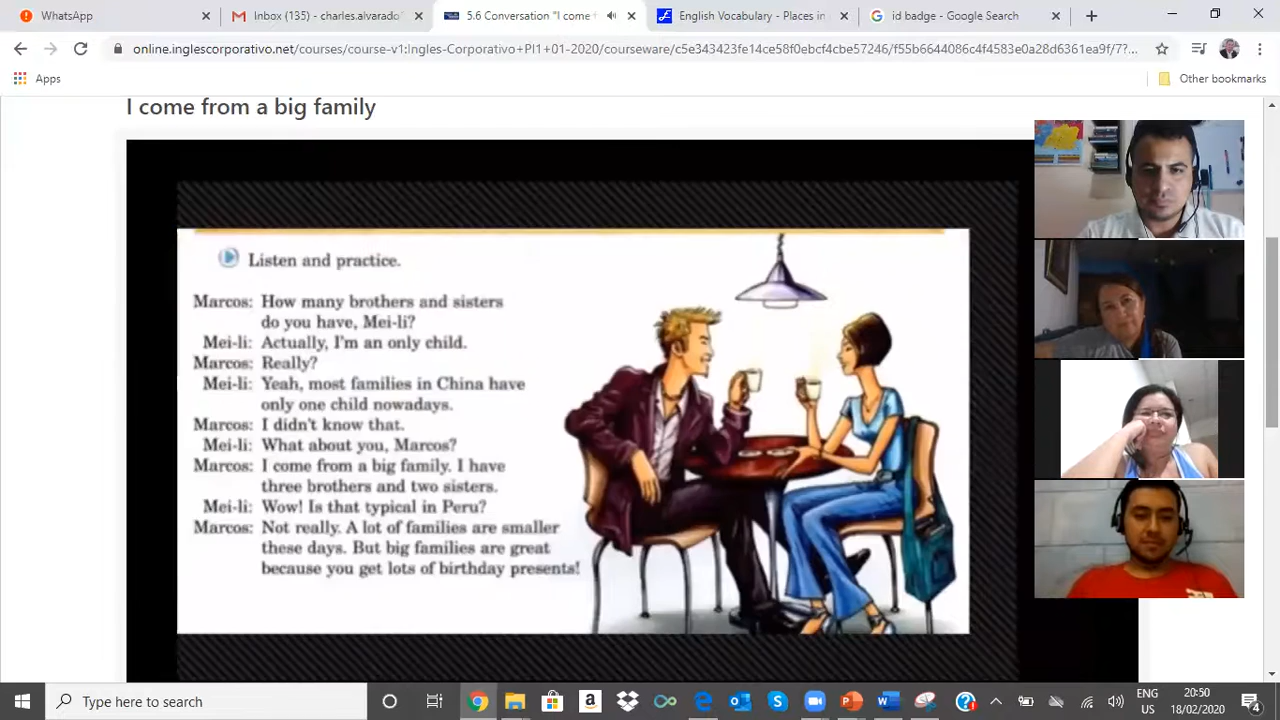 WhatsApp
Inbox (135) - charles.alvarad
5.6 Conversation "I come f
English Vocabulary - Places in
id badge - Google Search
online.inglescorporativo.net/courses/course-v1:Ingles-Corporativo+PI1+01-2020/courseware/c5e343423fc14ce58f0ebcf4cbe57246/f55b6644086c4f4583e0a28d6361ea9f/7?...
Apps
Other bookmarks
I come from a big family
Listen and practice.
Marcos: How many brothers and sisters
do you have, Mei-li?
Mei-li: Actually, I'm an only child.
Marcos: Really?
Mei-li: Yeah, most families in China have
only one child nowadays.
Marcos: I didn't know that.
Mei-li: What about you, Marcos?
Marcos: I come from a big family. I have
three brothers and two sisters.
Mei-li: Wow! Is that typical in Peru?
Marcos: Not really. A lot of families are smaller
these days. But big families are great
because you get lots of birthday presents!
Type here to search
ENG
US
20:50
18/02/2020
4